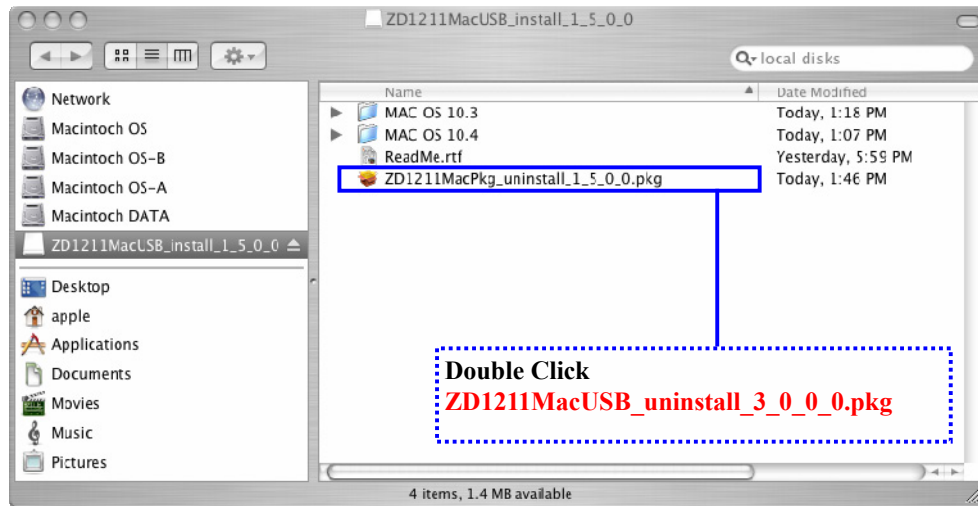 ZD1211MacUSB_install_1_5_0_0
local disks
Name Date Modified
MAC OS 10.3 Today, 1:18 PM
MAC OS 10.4 Today, 1:07 PM
ReadMe.rtf Yesterday, 5:59 PM
ZD1211MacPkg_uninstall_1_5_0_0.pkg Today, 1:46 PM
Network
Macintoch OS
Macintoch OS-B
Macintoch OS-A
Macintoch DATA
ZD1211MacUSB_install_1_5_0_0
Desktop
apple
Applications
Documents
Movies
Music
Pictures
Double Click
ZD1211MacUSB_uninstall_3_0_0_0.pkg
4 items, 1.4 MB available